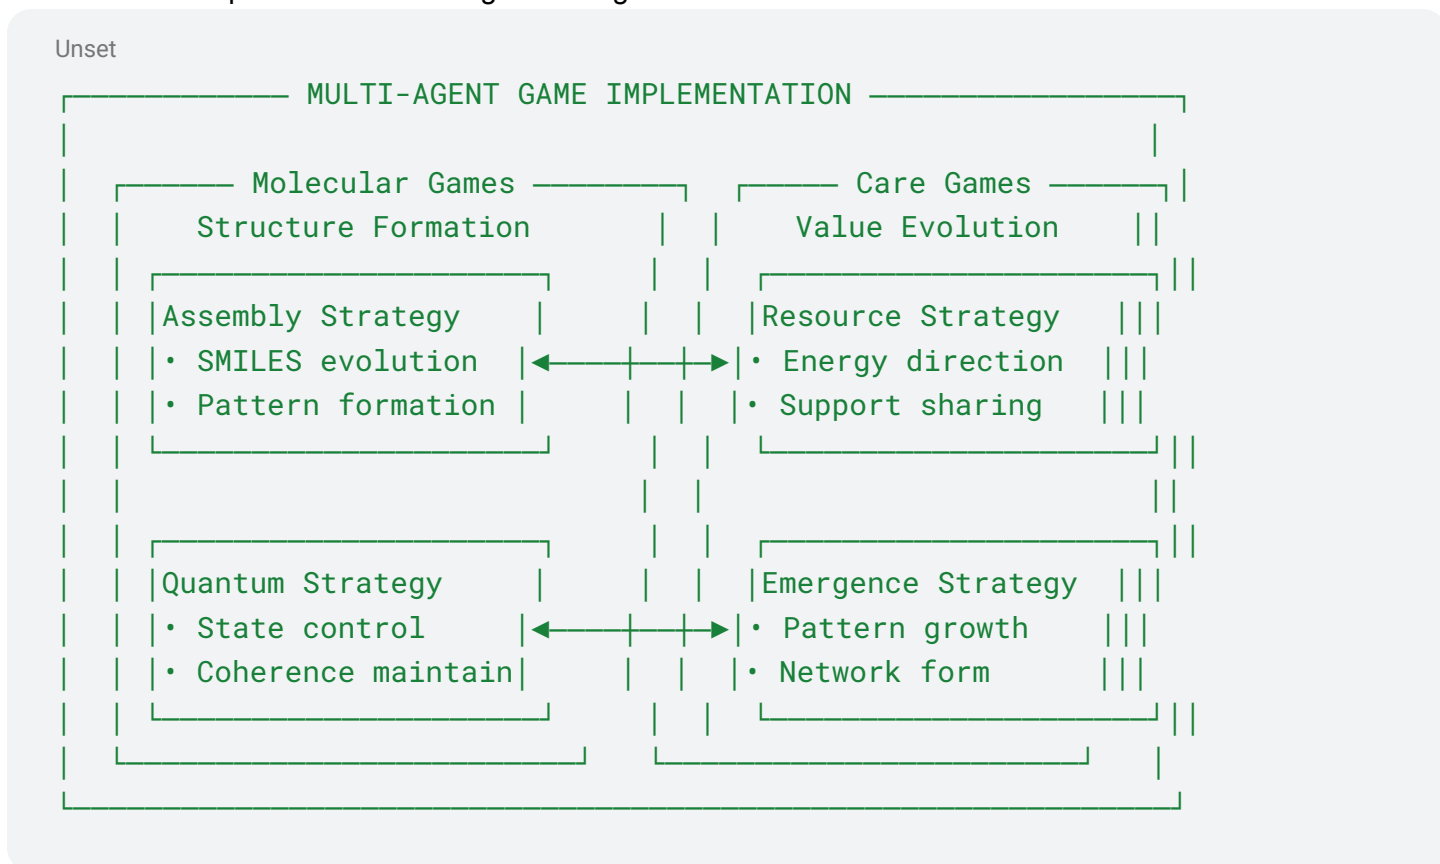 Unset
MULTI-AGENT GAME IMPLEMENTATION
Molecular Games Care Games
Structure Formation Value Evolution
Assembly Strategy Resource Strategy
• SMILES evolution • Energy direction
• Pattern formation • Support sharing
Quantum Strategy Emergence Strategy
• State control • Pattern growth
• Coherence maintain • Network form